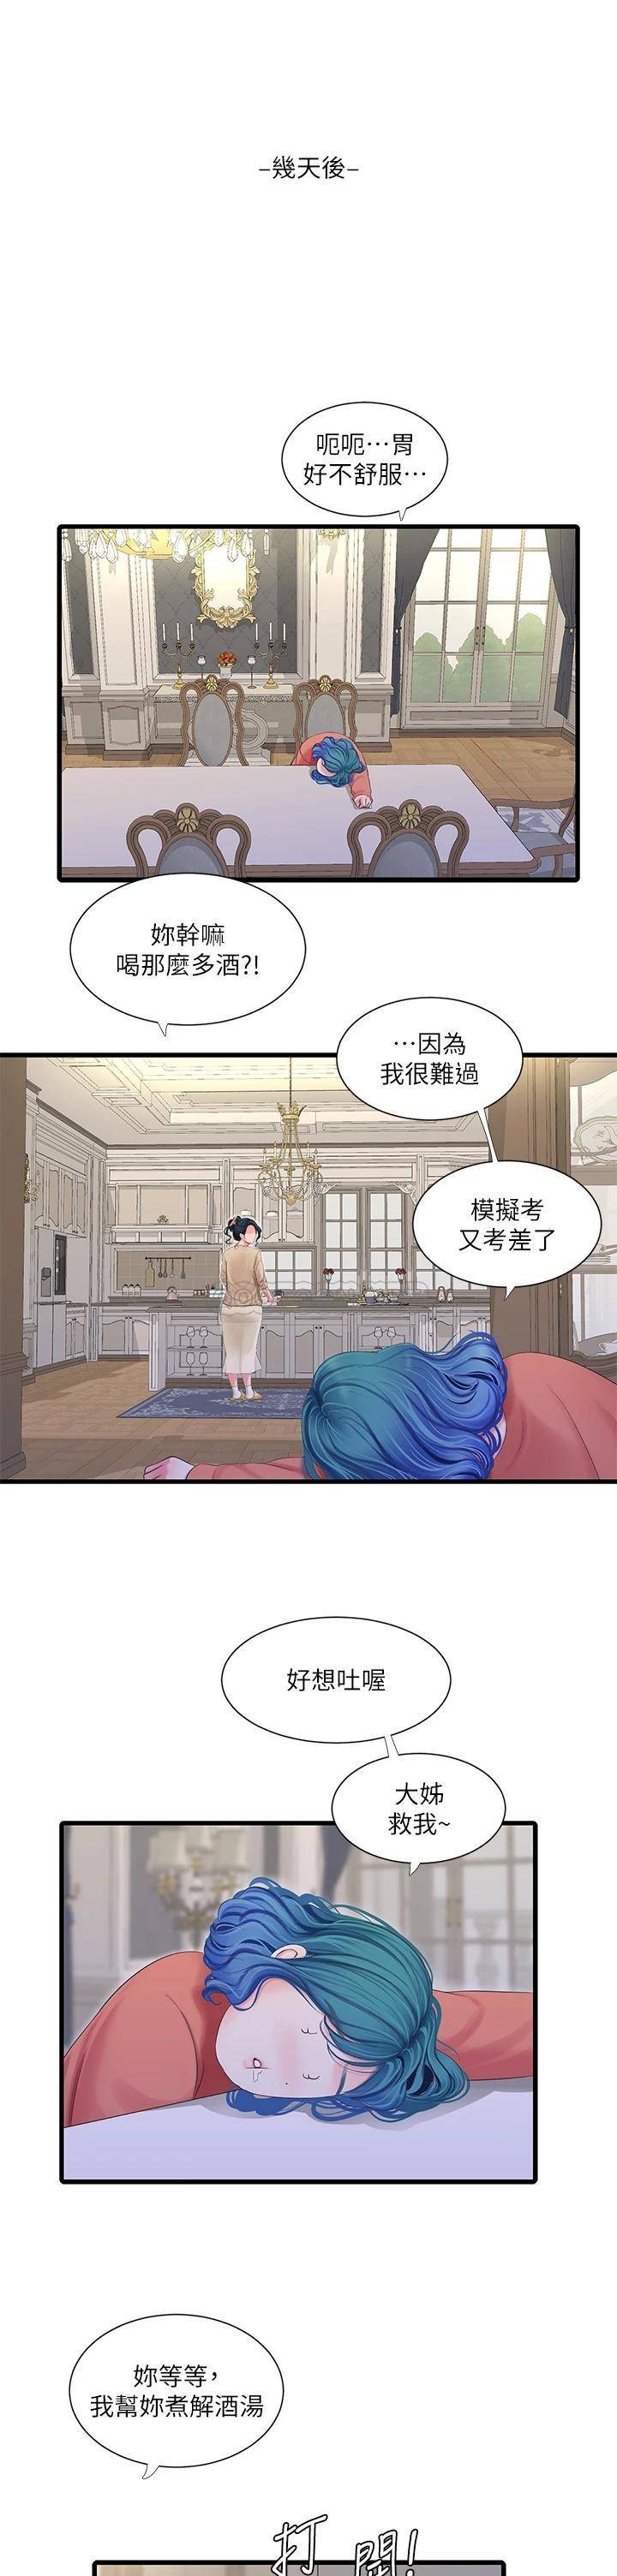 –幾天後–
呃呃…胃
好不舒服…
妳幹嘛
喝那麼多酒?!
…因為
我很難過
模擬考
又考差了
好想吐喔
大姊
救我~
妳等等，
我幫妳煮解酒湯
打開!